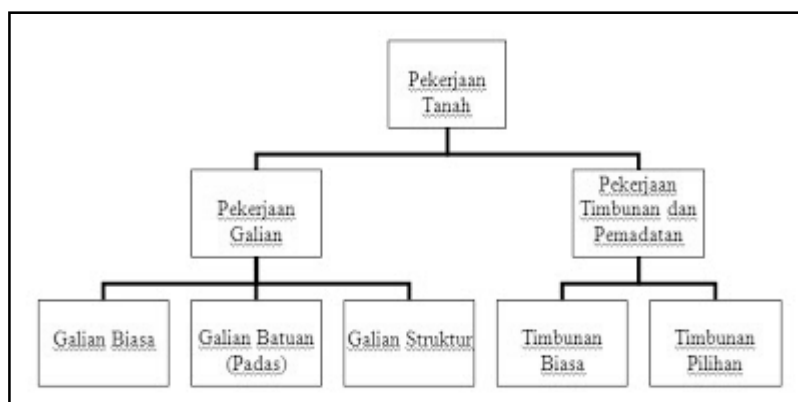 Pekerjaan
Tanah
Pekerjaan
Galian
Pekerjaan
Timbunan dan
Pemadatan
Galian Biasa
Galian Batuan
(Padas)
Galian Struktur
Timbunan
Biasa
Timbunan
Pilihan